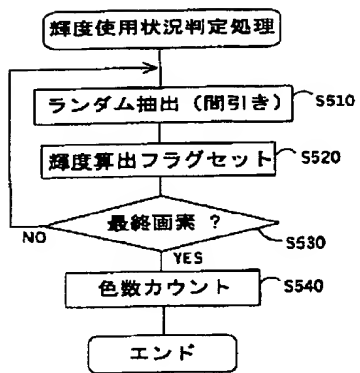 輝度使用状況判定処理
ランダム抽出（間引き）
S510
輝度算出フラグセット
S520
最終画素 ?
S530
NO
YES
色数カウント
S540
エンド